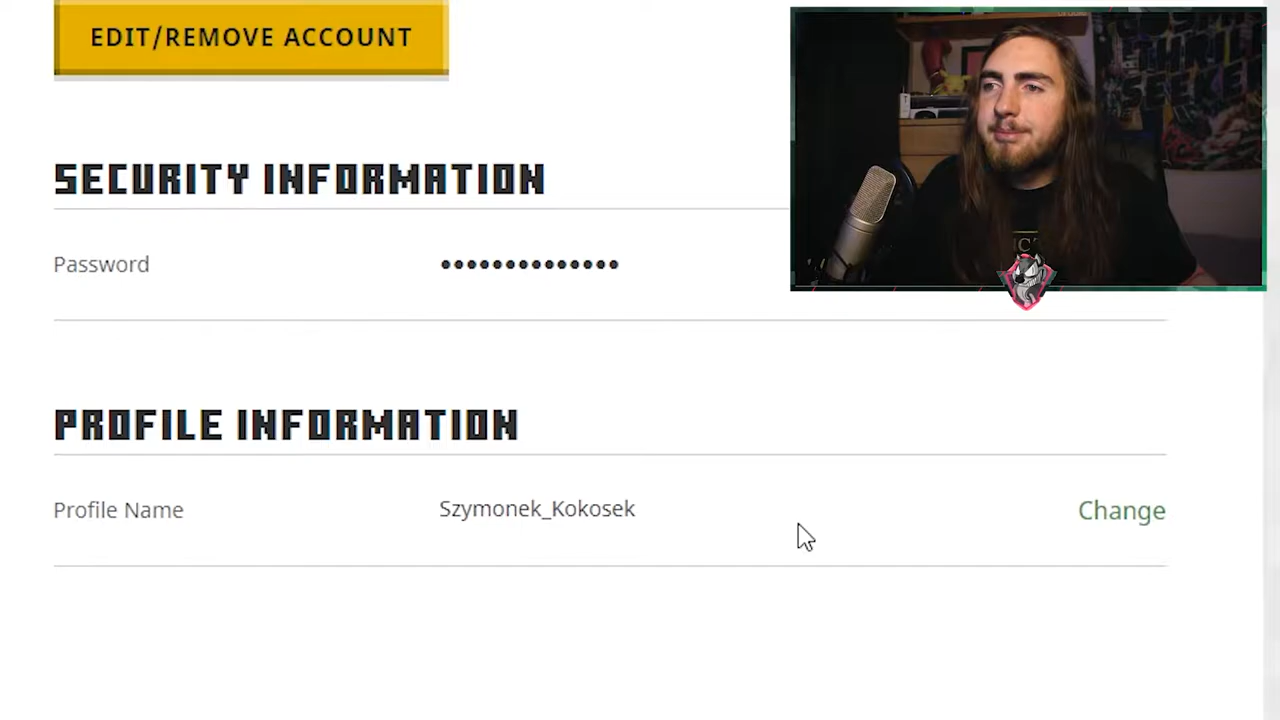 EDIT/REMOVE ACCOUNT
SECURITY INFORMATION
Password ••••••••••••••
PROFILE INFORMATION
Profile Name Szymonek_Kokosek Change